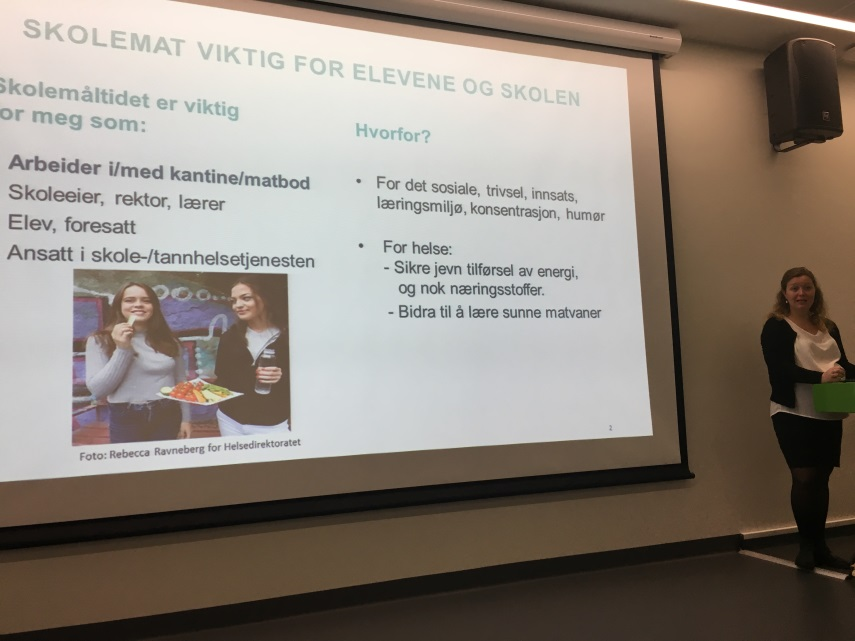 SKOLEMAT VIKTIG FOR ELEVENE OG SKOLEN
Skolemåltidet er viktig
for meg som:
Arbeider i/med kantine/matbod
Skoleeier, rektor, lærer
Elev, foresatt
Ansatt i skole-/tannhelsetjenesten
Foto: Rebecca Ravneberg for Helsedirektoratet
Hvorfor?
• For det sosiale, trivsel, innsats,
læringsmiljø, konsentrasjon, humør
• For helse:
- Sikre jevn tilførsel av energi,
og nok næringsstoffer.
- Bidra til å lære sunne matvaner
2